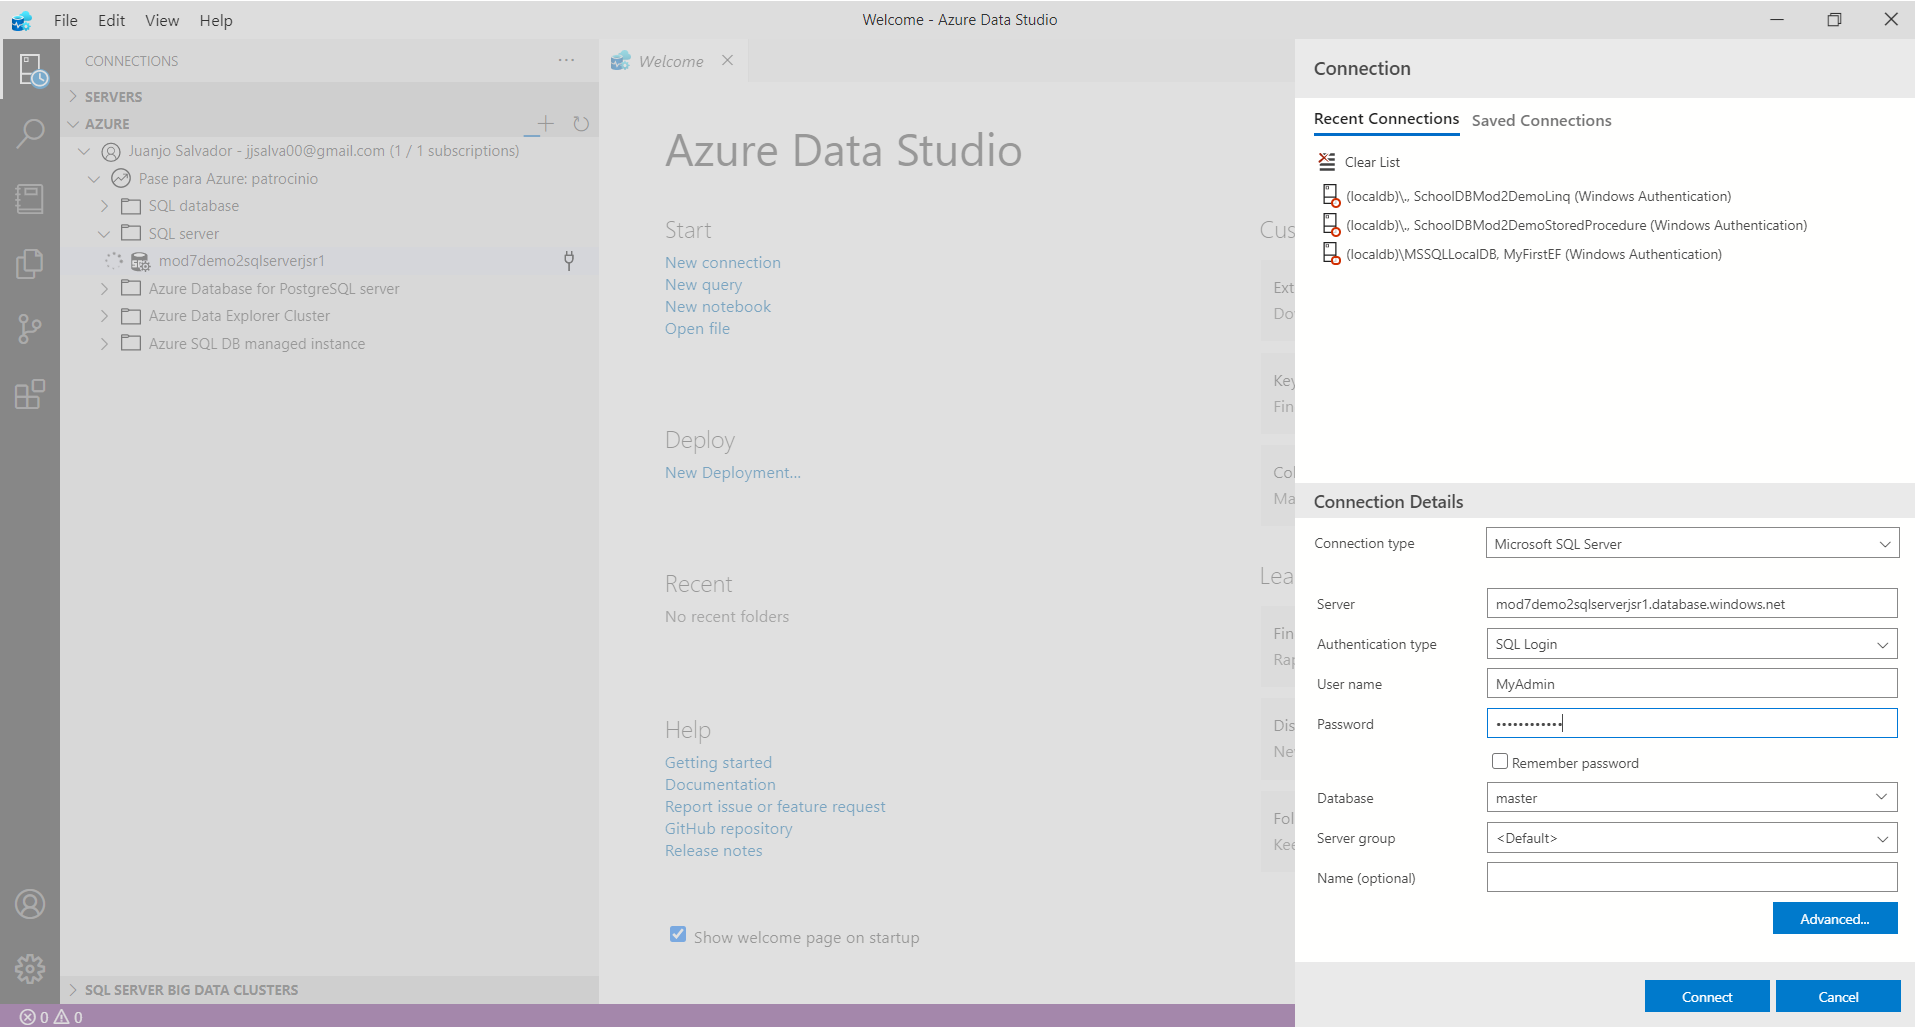 File Edit View Help
Welcome - Azure Data Studio
CONNECTIONS
SERVERS
AZURE
Juanjo Salvador - jjsalva00@gmail.com (1 / 1 subscriptions)
Pase para Azure: patrocinio
SQL database
SQL server
mod7demo2sqlserverjsr1
Azure Database for PostgreSQL server
Azure Data Explorer Cluster
Azure SQL DB managed instance
SQL SERVER BIG DATA CLUSTERS
0 0
Welcome
Azure Data Studio
Start
New connection
New query
New notebook
Open file
Deploy
New Deployment...
Recent
No recent folders
Help
Getting started
Documentation
Report issue or feature request
GitHub repository
Release notes
Show welcome page on startup
Cus
Ext
Do
Key
Fin
Col
Ma
Lea
Fin
Rap
Dis
Ne
Fol
Kee
Connection
Recent Connections Saved Connections
Clear List
(localdb)\., SchoolDBMod2DemoLinq (Windows Authentication)
(localdb)\., SchoolDBMod2DemoStoredProcedure (Windows Authentication)
(localdb)\MSSQLLocalDB, MyFirstEF (Windows Authentication)
Connection Details
Connection type Microsoft SQL Server
Server mod7demo2sqlserverjsr1.database.windows.net
Authentication type SQL Login
User name MyAdmin
Password ••••••••••••
Remember password
Database master
Server group <Default>
Name (optional)
Advanced...
Connect Cancel